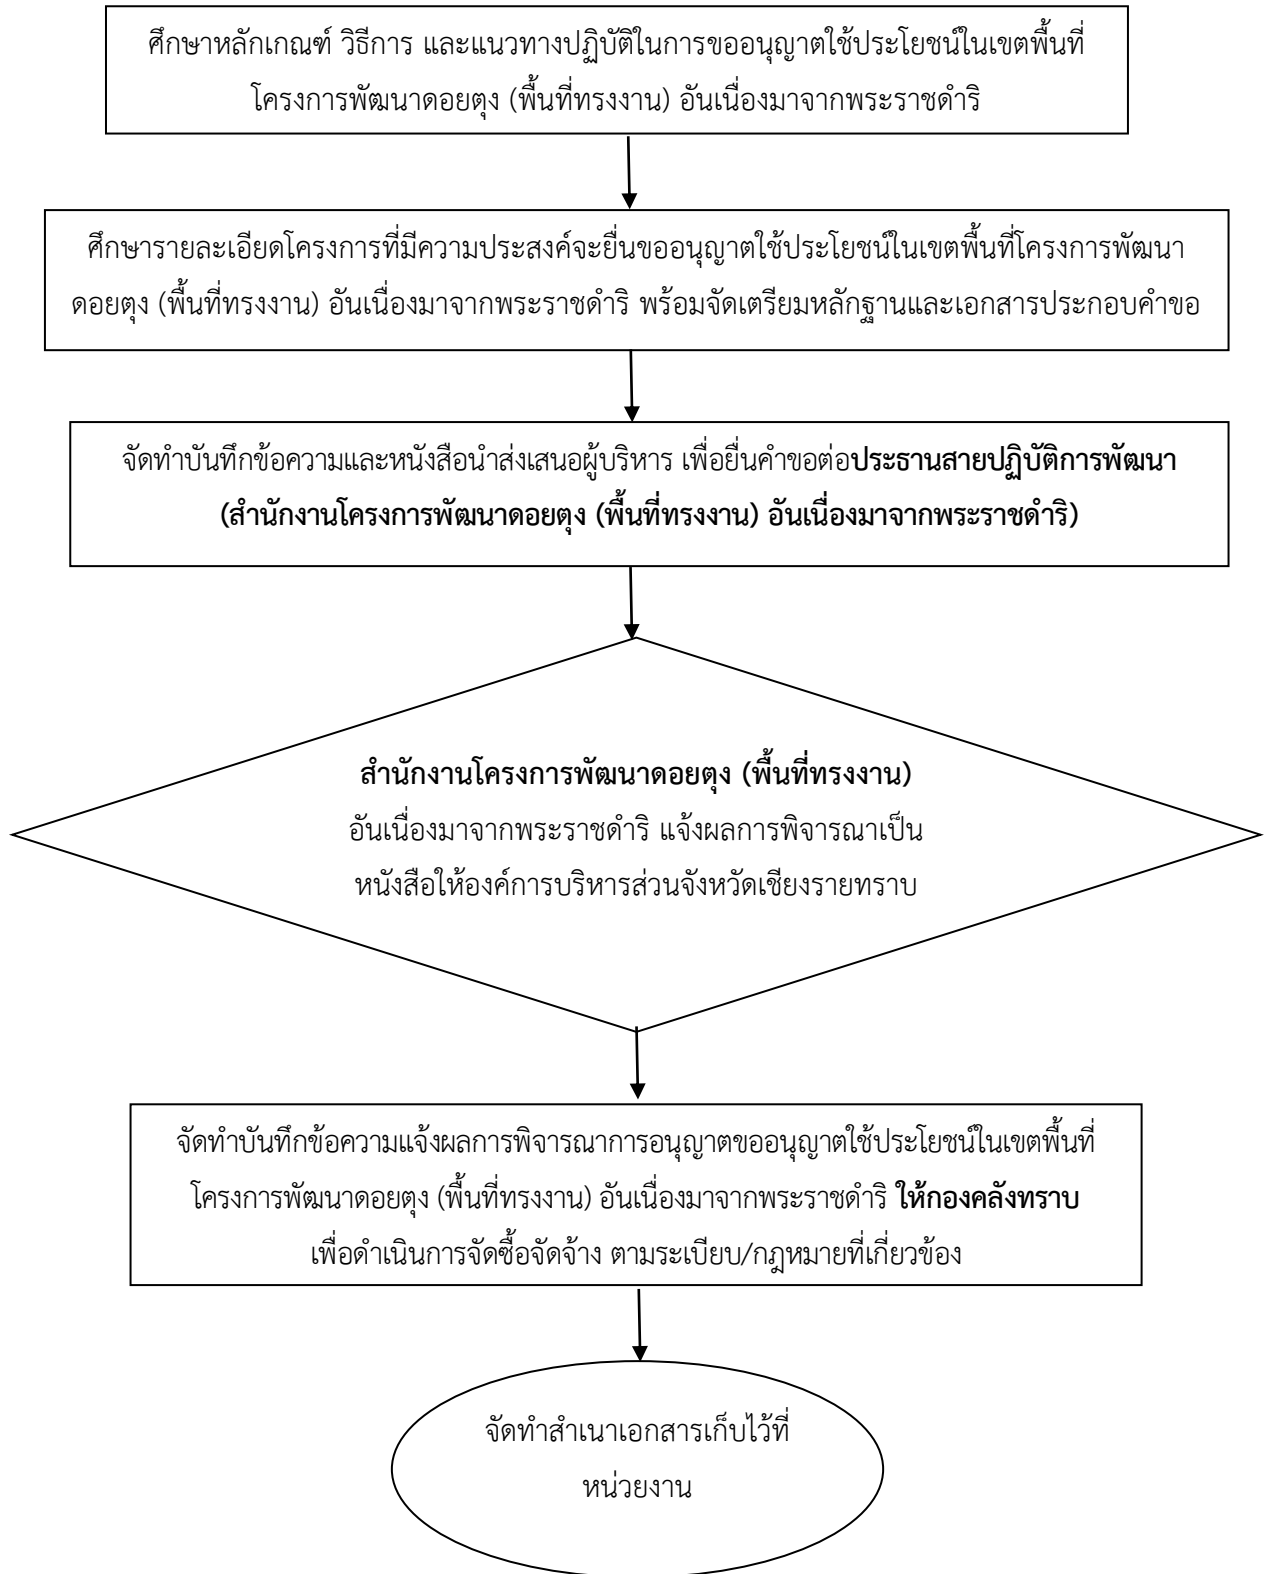 ศึกษาหลักเกณฑ์ วิธีการ และแนวทางปฏิบัติในการขออนุญาตใช้ประโยชน์ในเขตพื้นที่
โครงการพัฒนาดอยตุง (พื้นที่ทรงงาน) อันเนื่องมาจากพระราชดำริ
ศึกษารายละเอียดโครงการที่มีความประสงค์จะยื่นขออนุญาตใช้ประโยชน์ในเขตพื้นที่โครงการพัฒนา
ดอยตุง (พื้นที่ทรงงาน) อันเนื่องมาจากพระราชดำริ พร้อมจัดเตรียมหลักฐานและเอกสารประกอบคำขอ
จัดทำบันทึกข้อความและหนังสือนำส่งเสนอผู้บริหาร เพื่อยื่นคำขอต่อประธานสายปฏิบัติการพัฒนา
(สำนักงานโครงการพัฒนาดอยตุง (พื้นที่ทรงงาน) อันเนื่องมาจากพระราชดำริ)
สำนักงานโครงการพัฒนาดอยตุง (พื้นที่ทรงงาน)
อันเนื่องมาจากพระราชดำริ แจ้งผลการพิจารณาเป็น
หนังสือให้องค์การบริหารส่วนจังหวัดเชียงรายทราบ
จัดทำบันทึกข้อความแจ้งผลการพิจารณาการอนุญาตขออนุญาตใช้ประโยชน์ในเขตพื้นที่
โครงการพัฒนาดอยตุง (พื้นที่ทรงงาน) อันเนื่องมาจากพระราชดำริ ให้กองคลังทราบ
เพื่อดำเนินการจัดซื้อจัดจ้าง ตามระเบียบ/กฎหมายที่เกี่ยวข้อง
จัดทำสำเนาเอกสารเก็บไว้ที่
หน่วยงาน